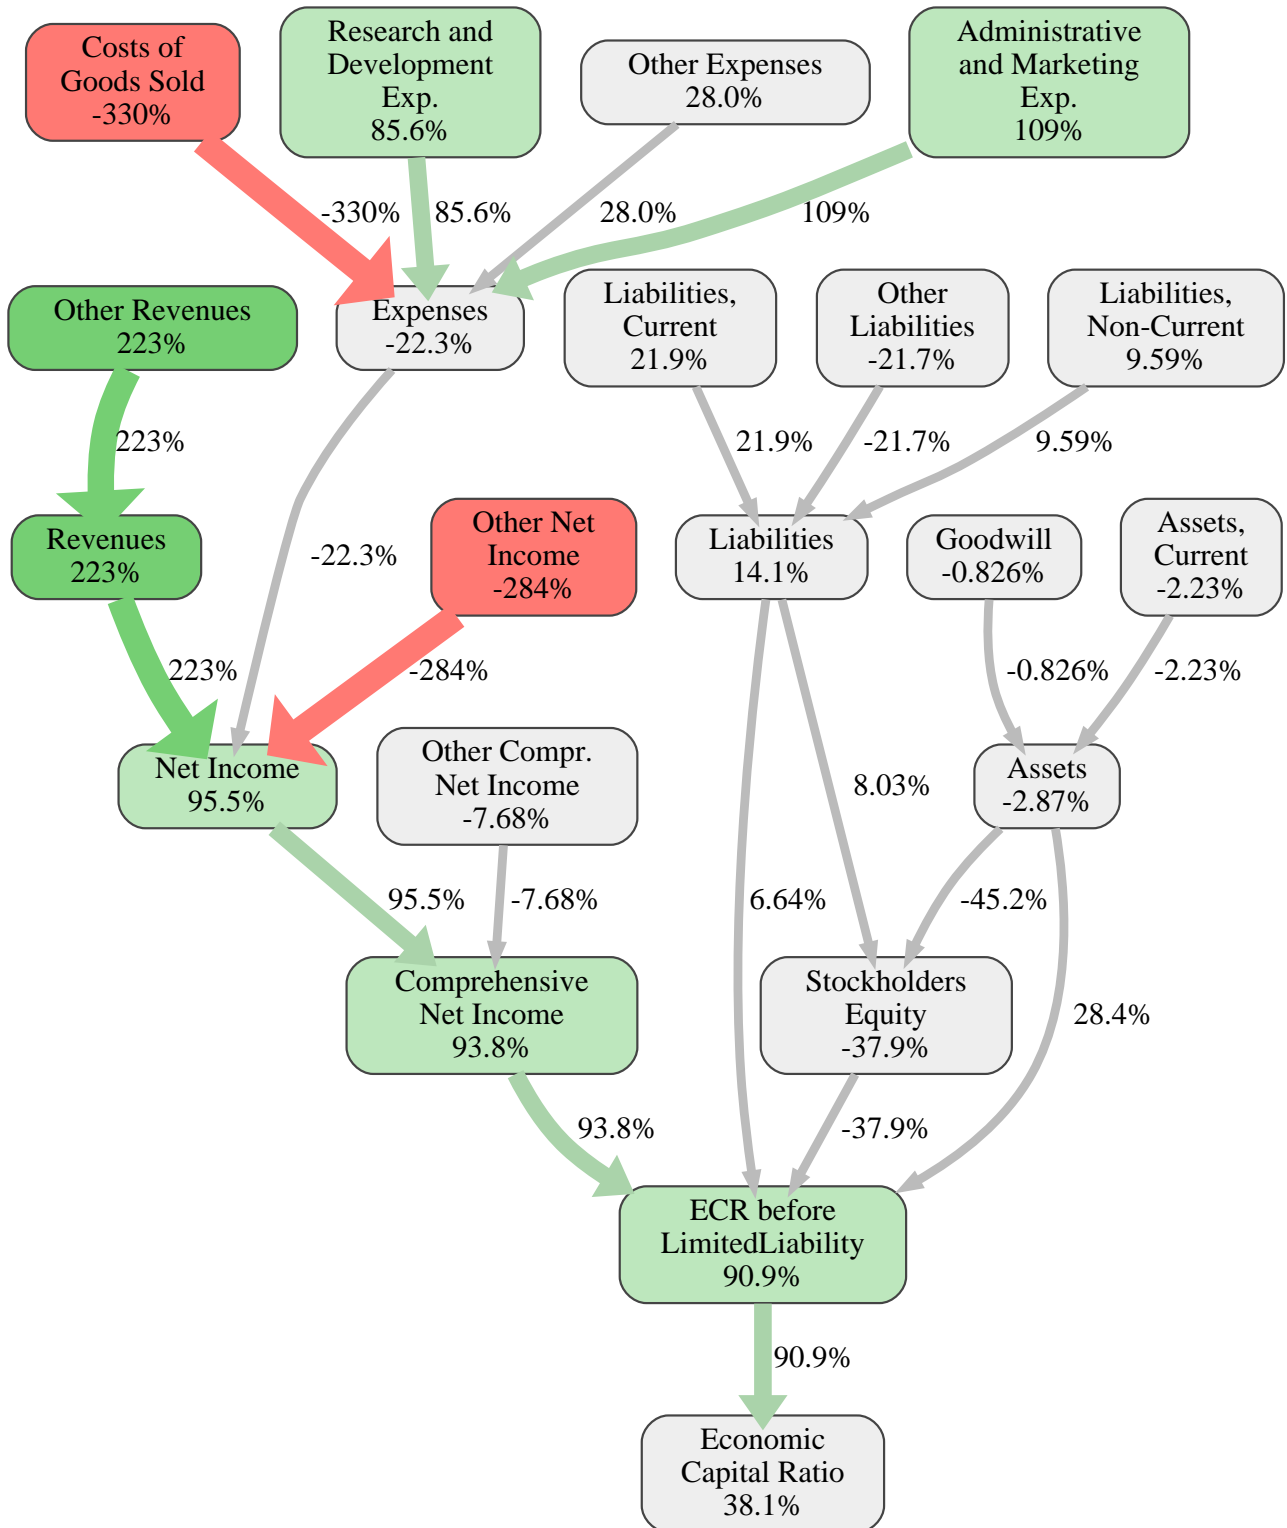 Costs of
Goods Sold
-330%
Research and
Development
Exp.
85.6%
Other Expenses
28.0%
Administrative
and Marketing
Exp.
109%
-330%
85.6%
28.0%
109%
Other Revenues
223%
Expenses
-22.3%
Liabilities,
Current
21.9%
Other
Liabilities
-21.7%
Liabilities,
Non-Current
9.59%
223%
21.9%
-21.7%
9.59%
Revenues
223%
-22.3%
Other Net
Income
-284%
Liabilities
14.1%
Goodwill
-0.826%
Assets,
Current
-2.23%
223%
-284%
-0.826%
-2.23%
Net Income
95.5%
Other Compr.
Net Income
-7.68%
8.03%
Assets
-2.87%
95.5%
-7.68%
6.64%
-45.2%
28.4%
Comprehensive
Net Income
93.8%
Stockholders
Equity
-37.9%
93.8%
-37.9%
ECR before
LimitedLiability
90.9%
90.9%
Economic
Capital Ratio
38.1%